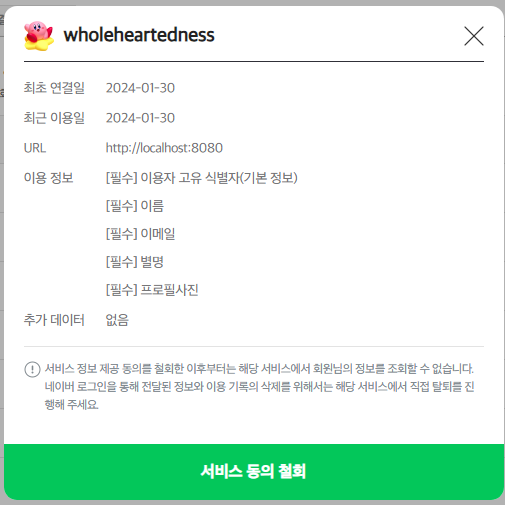 wholeheartedness
최초 연결일 2024-01-30
최근 이용일 2024-01-30
URL http://localhost:8080
이용 정보 [필수] 이용자 고유 식별자(기본 정보)
[필수] 이름
[필수] 이메일
[필수] 별명
[필수] 프로필사진
추가 데이터 없음
서비스 정보 제공 동의를 철회한 이후부터는 해당 서비스에서 회원님의 정보를 조회할 수 없습니다.
네이버 로그인을 통해 전달된 정보와 이용 기록의 삭제를 위해서는 해당 서비스에서 직접 탈퇴를 진
행해 주세요.
서비스 동의 철회